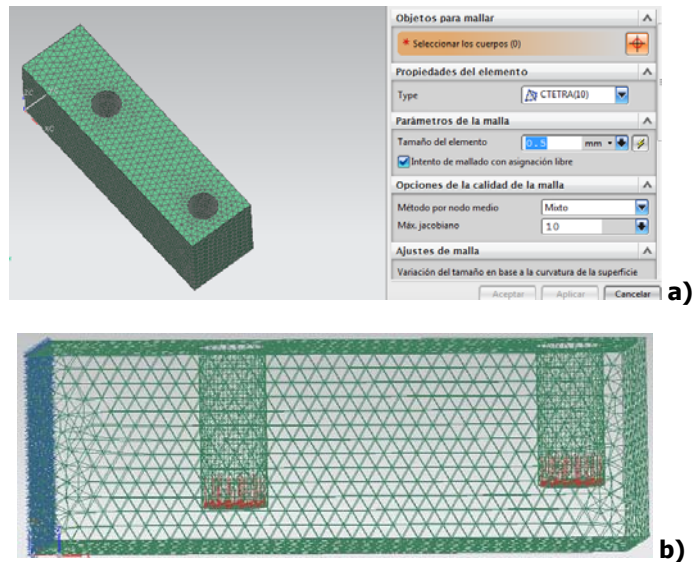 Objetos para mallar
* Seleccionar los cuerpos (0)
Propiedades del elemento
Type CTETRA(10)
Parámetros de la malla
Tamaño del elemento 0.5 mm
Intento de mallado con asignación libre
Opciones de la calidad de la malla
Método por nodo medio Mixto
Máx. jacobiano 10
Ajustes de malla
Variación del tamaño en base a la curvatura de la superficie
Aceptar Aplicar Cancelar
a)
b)